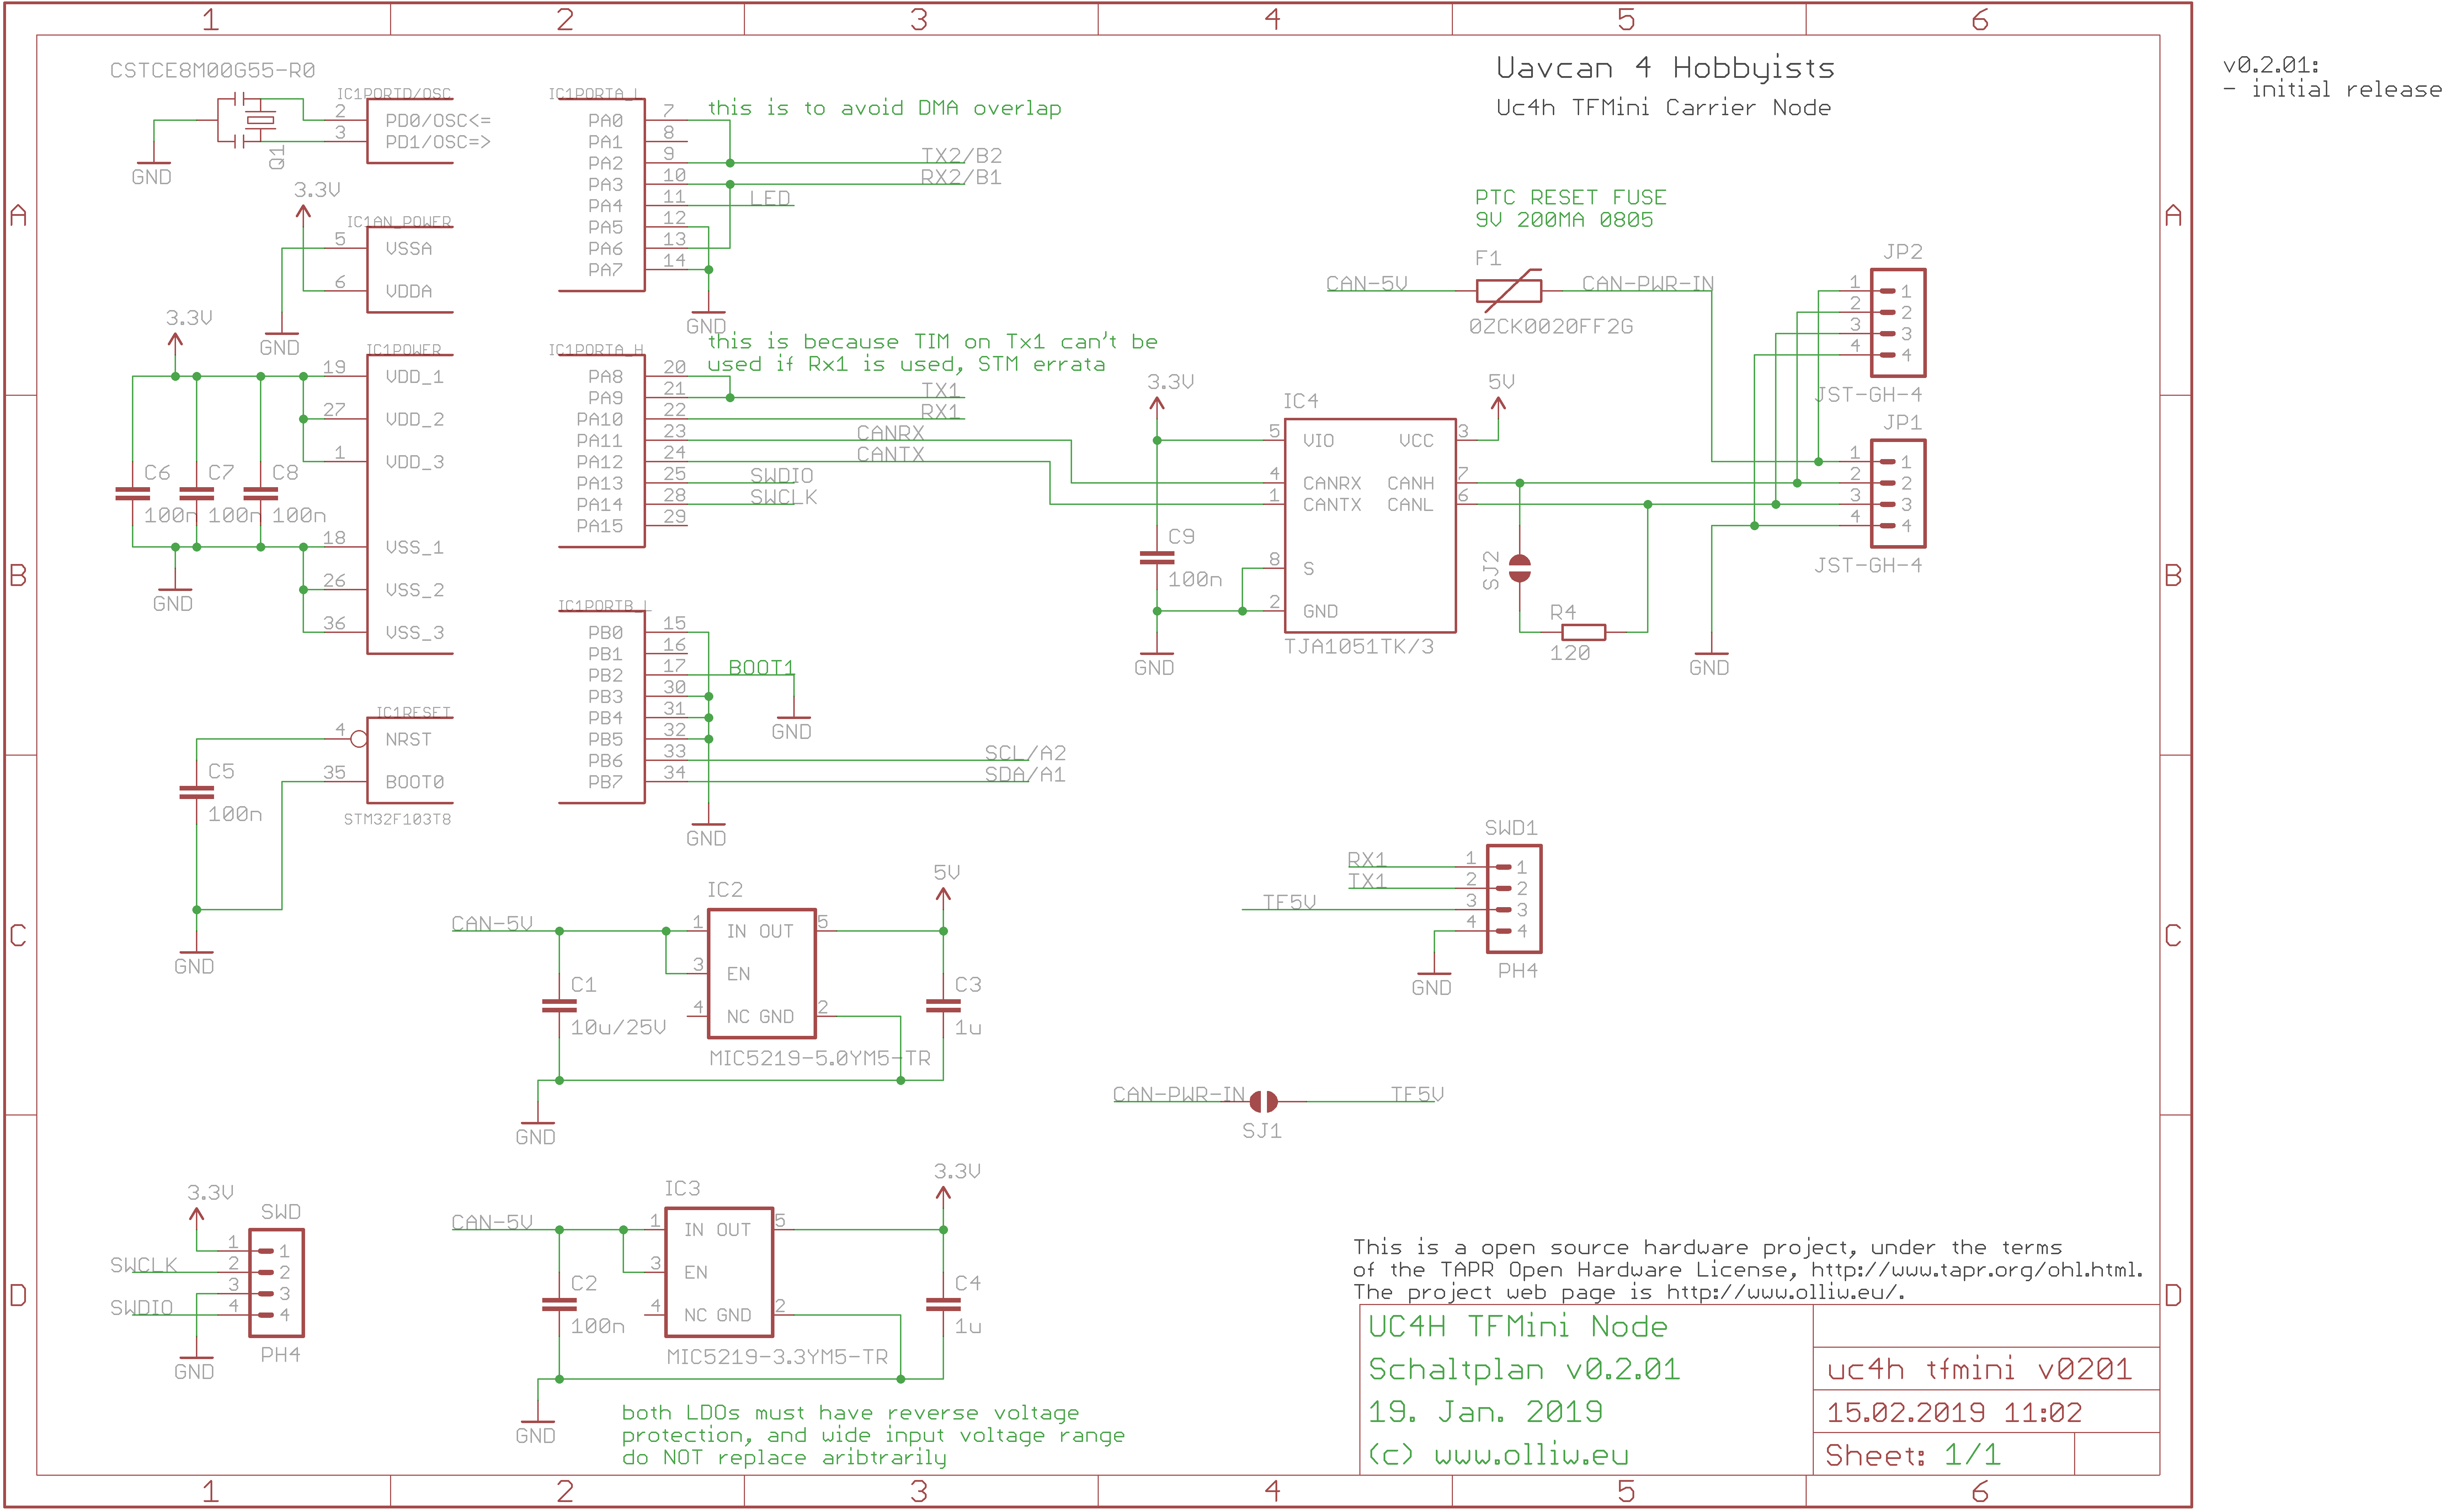 1 2 3 4 5 6
A
B
C
D
A
B
C
D
1 2 3 4 5 6
v0.2.01:
- initial release
Uavcan 4 Hobbyists
Uc4h TFMini Carrier Node
CSTCE8M00G55-R0
Q1
GND
IC1PORTD/OSC
2 PD0/OSC<=
3 PD1/OSC=>
3.3V
IC1AN_POWER
5 VSSA
6 VDDA
GND
3.3V
IC1POWER
19 VDD_1
27 VDD_2
1 VDD_3
18 VSS_1
26 VSS_2
36 VSS_3
C6 C7 C8
100n 100n 100n
GND
IC1RESET
4 NRST
35 BOOT0
STM32F103T8
C5
100n
GND
IC1PORTA_L
this is to avoid DMA overlap
PA0 7
PA1 8
PA2 9 TX2/B2
PA3 10 RX2/B1
PA4 11 LED
PA5 12
PA6 13
PA7 14
GND
this is because TIM on Tx1 can't be
used if Rx1 is used, STM errata
IC1PORTA_H
PA8 20
PA9 21 TX1
PA10 22 RX1
PA11 23 CANRX
PA12 24 CANTX
PA13 25 SWDIO
PA14 28 SWCLK
PA15 29
IC1PORTB_L
PB0 15
PB1 16
PB2 17 BOOT1
PB3 30
PB4 31
PB5 32
PB6 33 SCL/A2
PB7 34 SDA/A1
GND
GND
PTC RESET FUSE
9V 200MA 0805
F1
CAN-5V CAN-PWR-IN
0ZCK0020FF2G
JP2
1 1
2 2
3 3
4 4
JST-GH-4
JP1
1 1
2 2
3 3
4 4
JST-GH-4
GND
3.3V
5V
IC4
5 VIO VCC 3
4 CANRX CANH 7
1 CANTX CANL 6
8 S
2 GND
TJA1051TK/3
C9
100n
GND
SJ2
R4
120
SWD1
RX1 1 1
TX1 2 2
TF5V 3 3
4 4
PH4
GND
5V
IC2
CAN-5V
1 IN OUT 5
3 EN
4 NC GND 2
MIC5219-5.0YM5-TR
C1
10u/25V
C3
1u
GND
CAN-PWR-IN TF5V
SJ1
3.3V
IC3
CAN-5V
1 IN OUT 5
3 EN
4 NC GND 2
MIC5219-3.3YM5-TR
C2
100n
C4
1u
GND
both LDOs must have reverse voltage
protection, and wide input voltage range
do NOT replace aribtrarily
3.3V
SWD
1 1
SWCLK 2 2
3 3
SWDIO 4 4
PH4
GND
This is a open source hardware project, under the terms
of the TAPR Open Hardware License, http://www.tapr.org/ohl.html.
The project web page is http://www.olliw.eu/.
UC4H TFMini Node
Schaltplan v0.2.01
19. Jan. 2019
(c) www.olliw.eu
uc4h tfmini v0201
15.02.2019 11:02
Sheet: 1/1